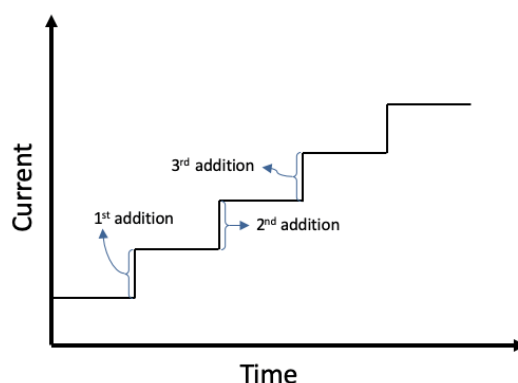 Current
3rd addition
1st addition
2nd addition
Time